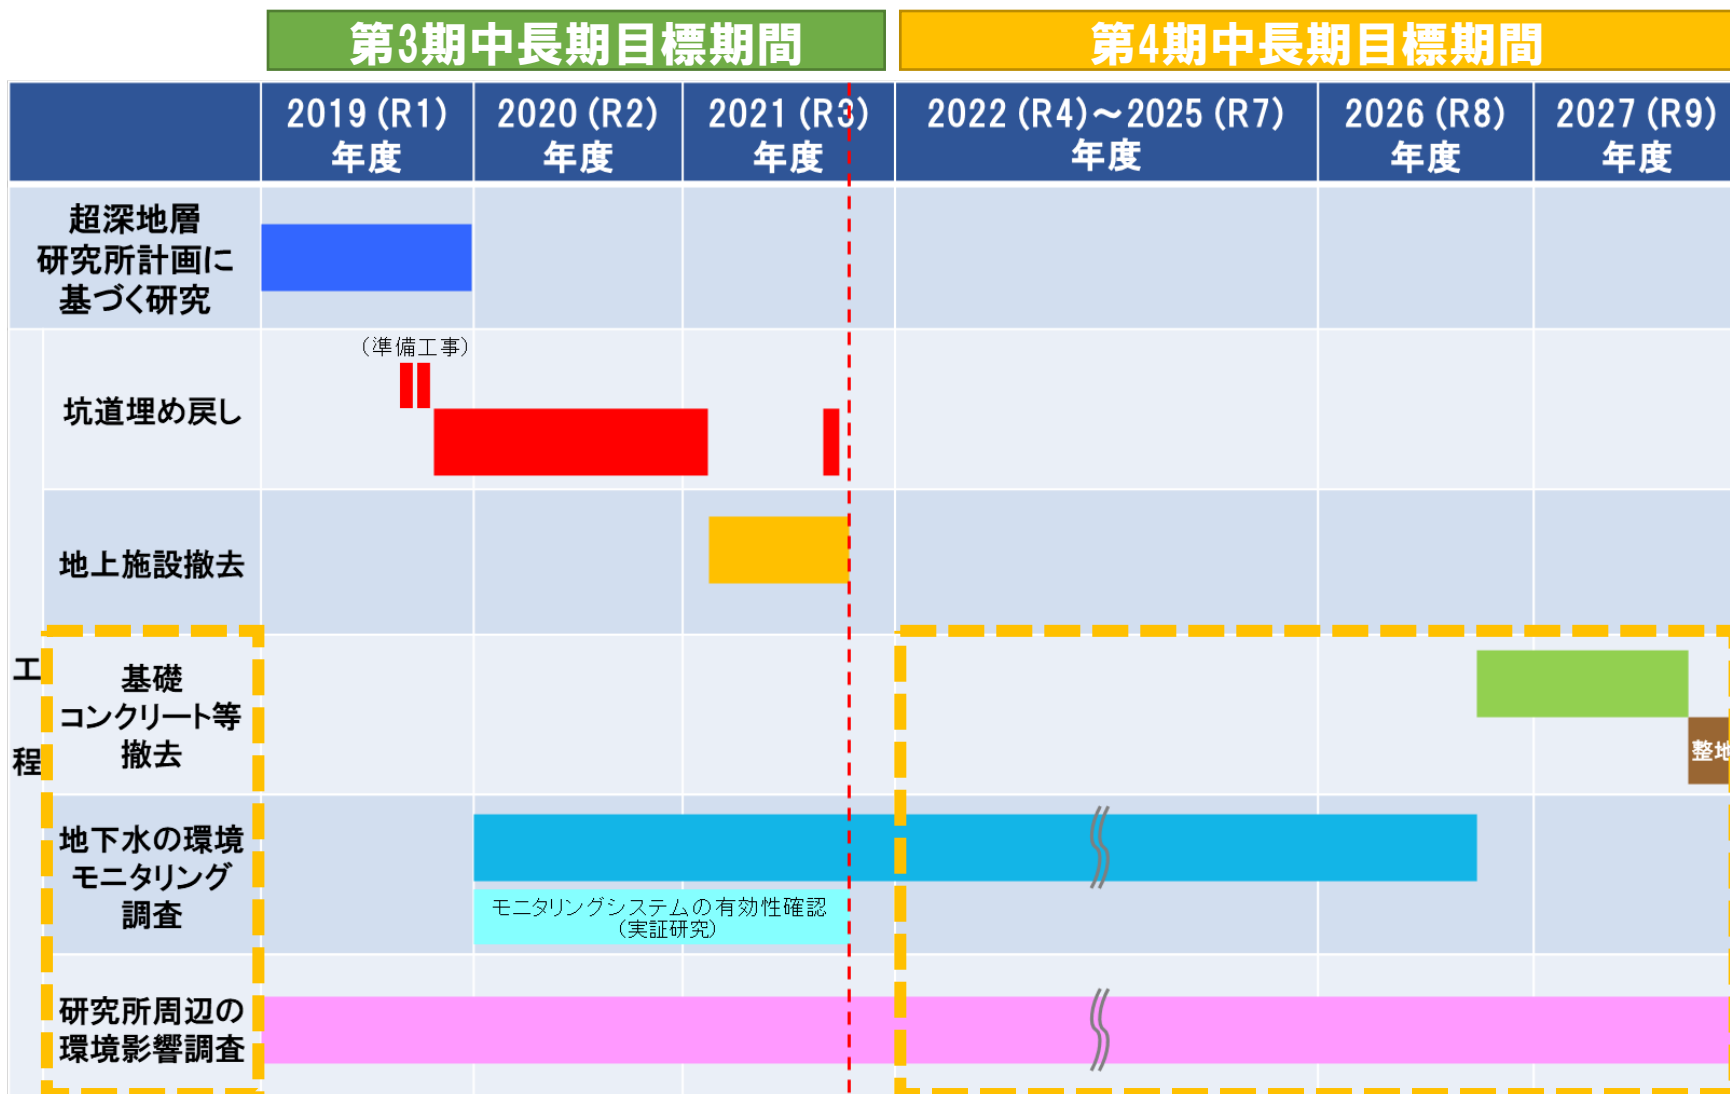 第3期中長期目標期間
第4期中長期目標期間
2019(R1)
年度
2020(R2)
年度
2021(R3)
年度
2022(R4)～2025(R7)
年度
2026(R8)
年度
2027(R9)
年度
超深地層
研究所計画に
基づく研究
工程
坑道埋め戻し
(準備工事)
地上施設撤去
基礎
コンクリート等
撤去
整地
地下水の環境
モニタリング
調査
モニタリングシステムの有効性確認
(実証研究)
研究所周辺の
環境影響調査